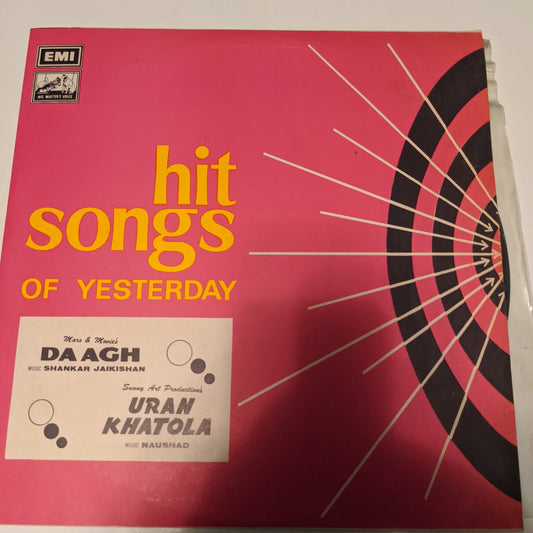 EMI
HIS MASTER'S VOICE
hit
songs
OF YESTERDAY
Mars & Movie's
DAAGH
MUSIC SHANKAR JAIKISHAN
Sunny Art Production's
URAN
KHATOLA
MUSIC NAUSHAD